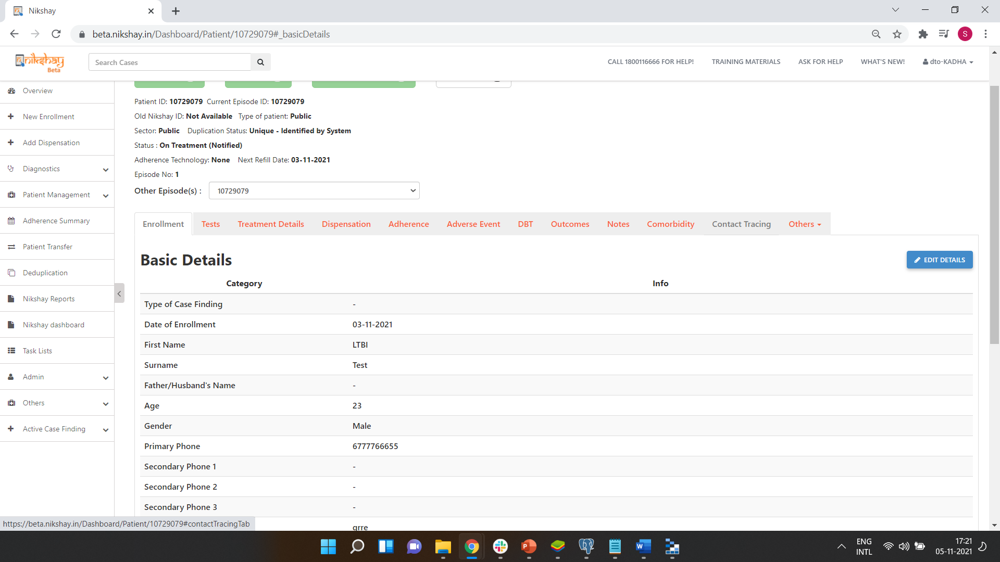 Nikshay
beta.nikshay.in/Dashboard/Patient/10729079#_basicDetails
S
nikshay
Beta
Search Cases
CALL 1800116666 FOR HELP!
TRAINING MATERIALS
ASK FOR HELP
WHAT'S NEW!
dto-KADHA
Overview
New Enrollment
Add Dispensation
Diagnostics
Patient Management
Adherence Summary
Patient Transfer
Deduplication
Nikshay Reports
Nikshay dashboard
Task Lists
Admin
Others
Active Case Finding
Patient ID: 10729079 Current Episode ID: 10729079
Old Nikshay ID: Not Available Type of patient: Public
Sector: Public Duplication Status: Unique - Identified by System
Status : On Treatment (Notified)
Adherence Technology: None Next Refill Date: 03-11-2021
Episode No: 1
Other Episode(s) : 10729079
Enrollment Tests Treatment Details Dispensation Adherence Adverse Event DBT Outcomes Notes Comorbidity Contact Tracing Others
Basic Details
EDIT DETAILS
Category Info
Type of Case Finding -
Date of Enrollment 03-11-2021
First Name LTBI
Surname Test
Father/Husband's Name -
Age 23
Gender Male
Primary Phone 6777766655
Secondary Phone 1 -
Secondary Phone 2 -
Secondary Phone 3 -
qrre
https://beta.nikshay.in/Dashboard/Patient/10729079#contactTracingTab
ENG
INTL
17:21
05-11-2021